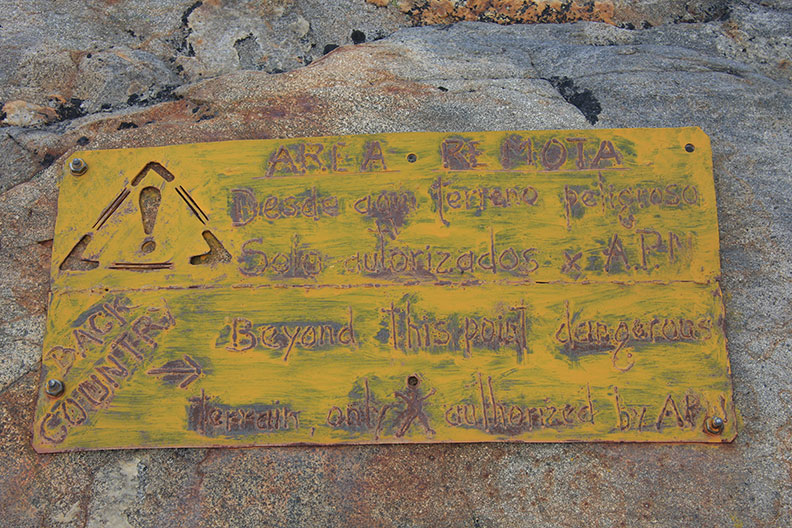 AREA REMOTA
Desde aqui terreno peligroso
Solo autorizados x A.P.N
BACK
COUNTRY
Beyond this point dangerous
terrain, only authorized by APN